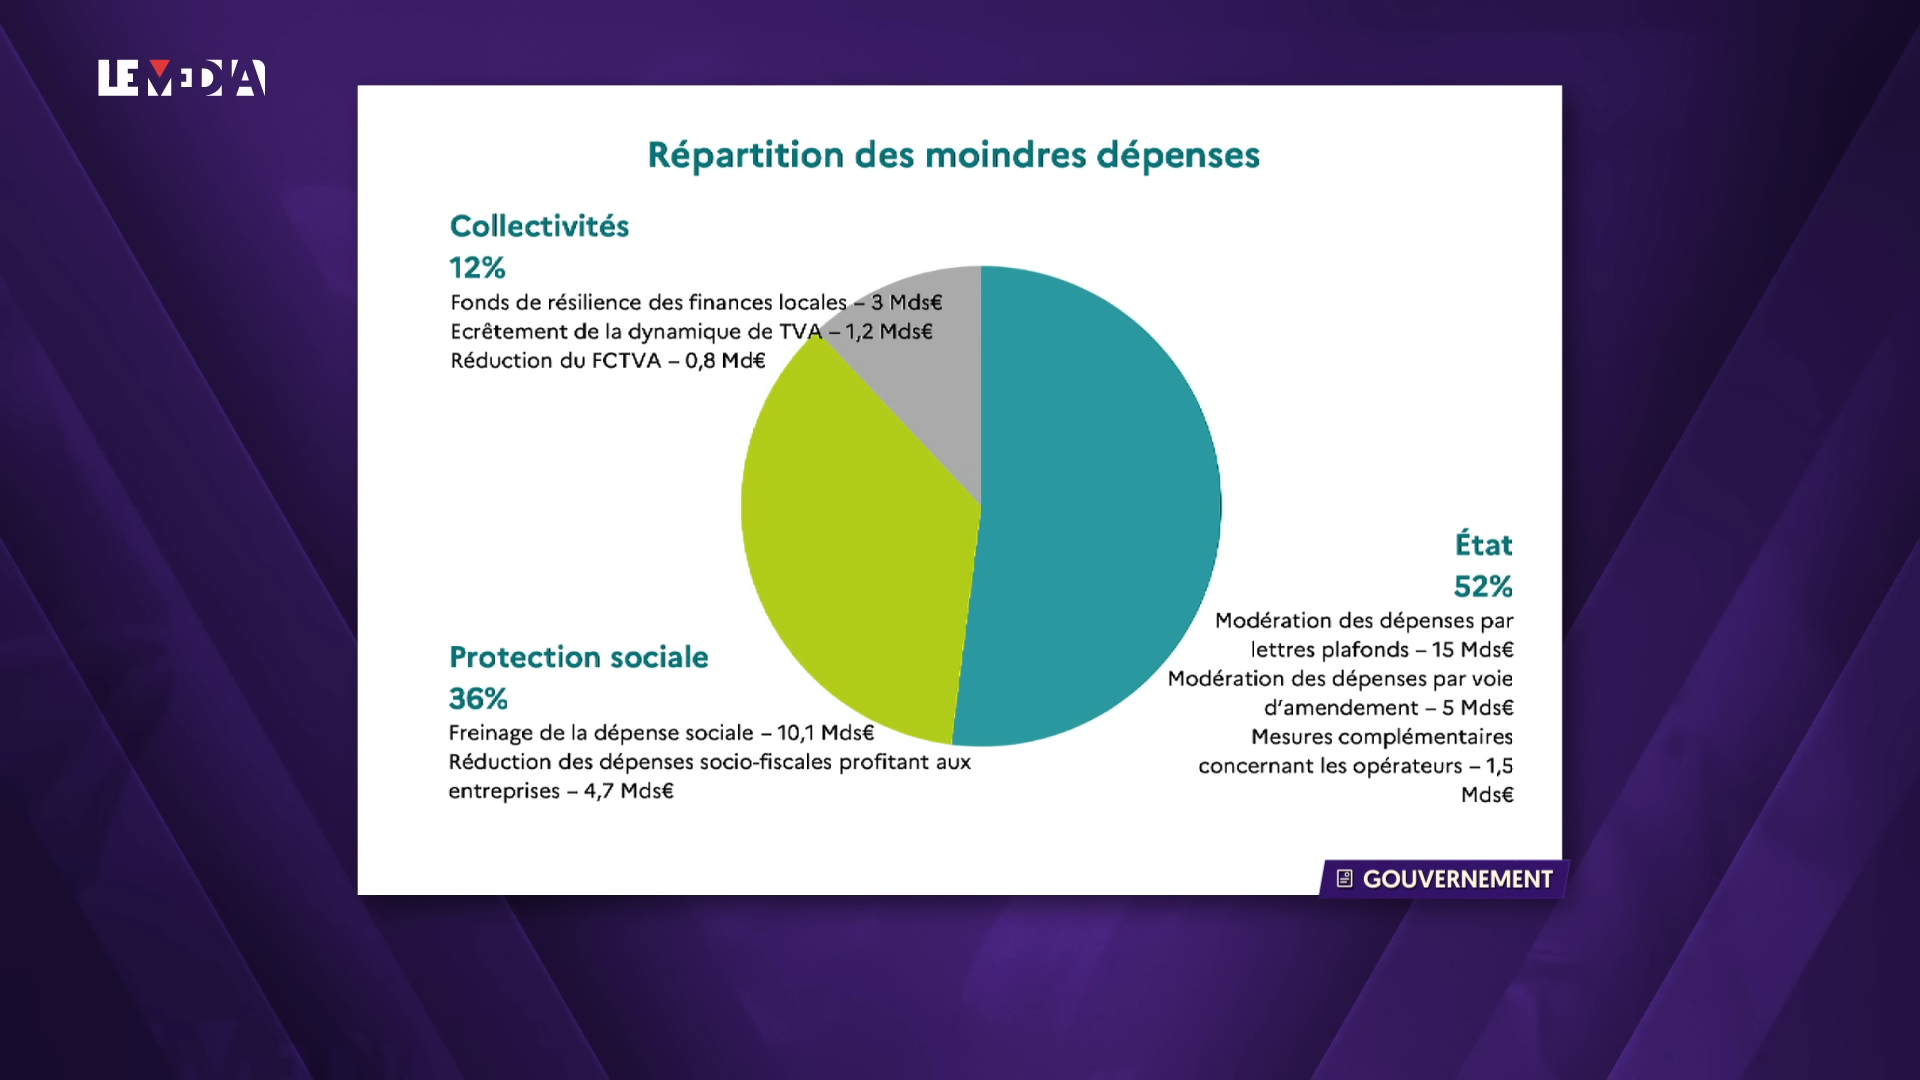 LE MEDIA
Répartition des moindres dépenses
Collectivités
12%
Fonds de résilience des finances locales – 3 Mds€
Ecrêtement de la dynamique de TVA – 1,2 Mds€
Réduction du FCTVA – 0,8 Md€
État
52%
Modération des dépenses par
lettres plafonds – 15 Mds€
Modération des dépenses par voie
d’amendement – 5 Mds€
Mesures complémentaires
concernant les opérateurs – 1,5
Mds€
Protection sociale
36%
Freinage de la dépense sociale – 10,1 Mds€
Réduction des dépenses socio-fiscales profitant aux
entreprises – 4,7 Mds€
GOUVERNEMENT